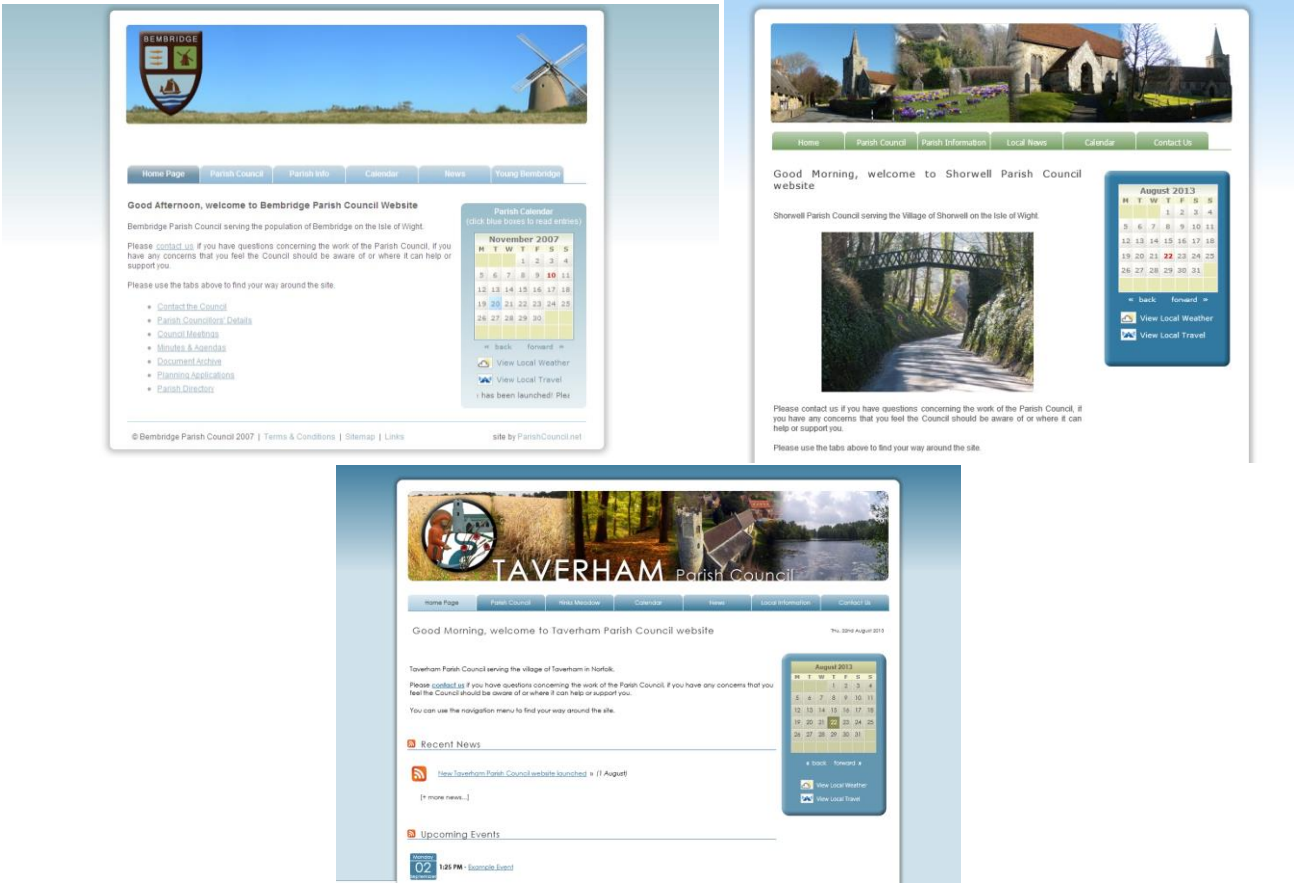 BEMBRIDGE
Home Page Parish Council Parish Info Calendar News Young Bembridge
Good Afternoon, welcome to Bembridge Parish Council Website
Bembridge Parish Council serving the population of Bembridge on the Isle of Wight.
Please contact us if you have questions concerning the work of the Parish Council, if you
have any concerns that you feel the Council should be aware of or where it can help or
support you.
Please use the tabs above to find your way around the site.
Contact the Council
Parish Councillors' Details
Council Meetings
Minutes & Agendas
Document Archive
Planning Applications
Parish Directory
Parish Calendar
(click blue boxes to read entries)
November 2007
M T W T F S S
1 2 3 4
5 6 7 8 9 10 11
12 13 14 15 16 17 18
19 20 21 22 23 24 25
26 27 28 29 30
« back forward »
View Local Weather
View Local Travel
has been launched! Plea
© Bembridge Parish Council 2007 | Terms & Conditions | Sitemap | Links site by ParishCouncil.net
Home Parish Council Parish Information Local News Calendar Contact Us
Good Morning, welcome to Shorwell Parish Council
website
Shorwell Parish Council serving the Village of Shorwell on the Isle of Wight.
Please contact us if you have questions concerning the work of the Parish Council, if
you have any concerns that you feel the Council should be aware of or where it can
help or support you.
Please use the tabs above to find your way around the site.
August 2013
M T W T F S S
1 2 3 4
5 6 7 8 9 10 11
12 13 14 15 16 17 18
19 20 21 22 23 24 25
26 27 28 29 30 31
« back forward »
View Local Weather
View Local Travel
TAVERHAM Parish Council
Home Page Parish Council Hinks Meadow Calendar News Local Information Contact Us
Good Morning, welcome to Taverham Parish Council website
Thu, 22nd August 2013
Taverham Parish Council serving the village of Taverham in Norfolk.
Please contact us if you have questions concerning the work of the Parish Council, if you have any concerns that you
feel the Council should be aware of or where it can help or support you.
You can use the navigation menu to find your way around the site.
Recent News
New Taverham Parish Council website launched » (1 August)
[+ more news...]
Upcoming Events
Monday
02
September
1:25 PM - Example Event
August 2013
M T W T F S S
1 2 3 4
5 6 7 8 9 10 11
12 13 14 15 16 17 18
19 20 21 22 23 24 25
26 27 28 29 30 31
« back forward »
View Local Weather
View Local Travel